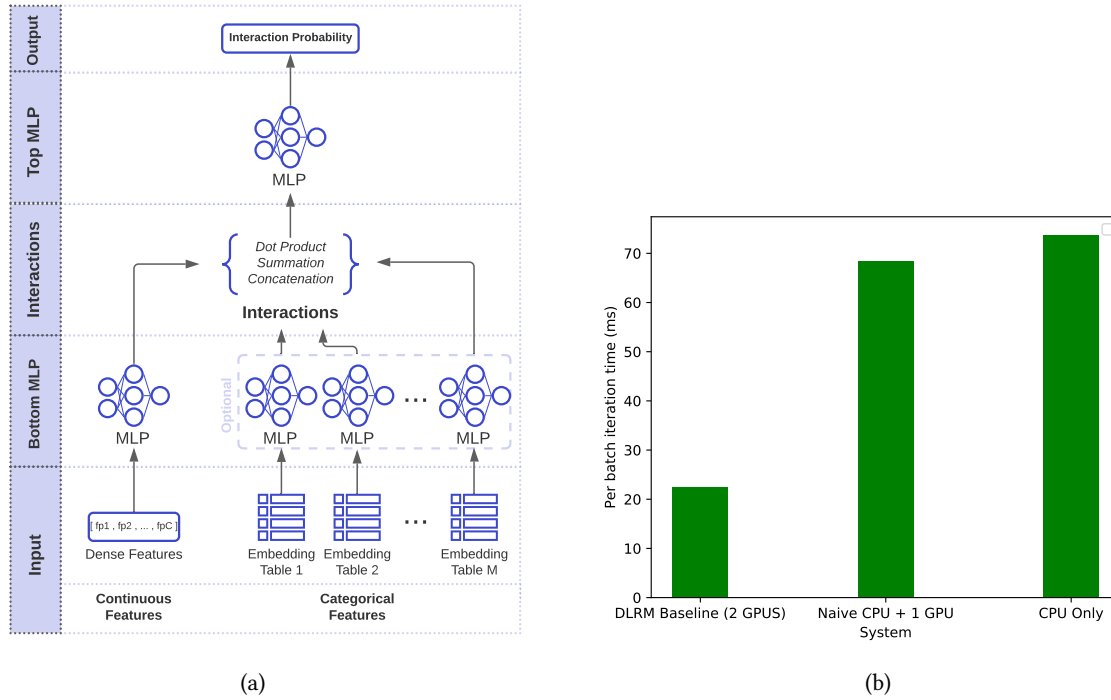 Output
Interaction Probability
Top MLP
MLP
Interactions
Dot Product
Summation
Concatenation
Interactions
Bottom MLP
Optional
MLP
MLP
MLP
...
MLP
Input
[ fp1 , fp2 , ... , fpC ]
Dense Features
Embedding
Table 1
Embedding
Table 2
...
Embedding
Table M
Continuous
Features
Categorical
Features
(a)
Per batch iteration time (ms)
70
60
50
40
30
20
10
0
DLRM Baseline (2 GPUS)
Naive CPU + 1 GPU
CPU Only
System
(b)